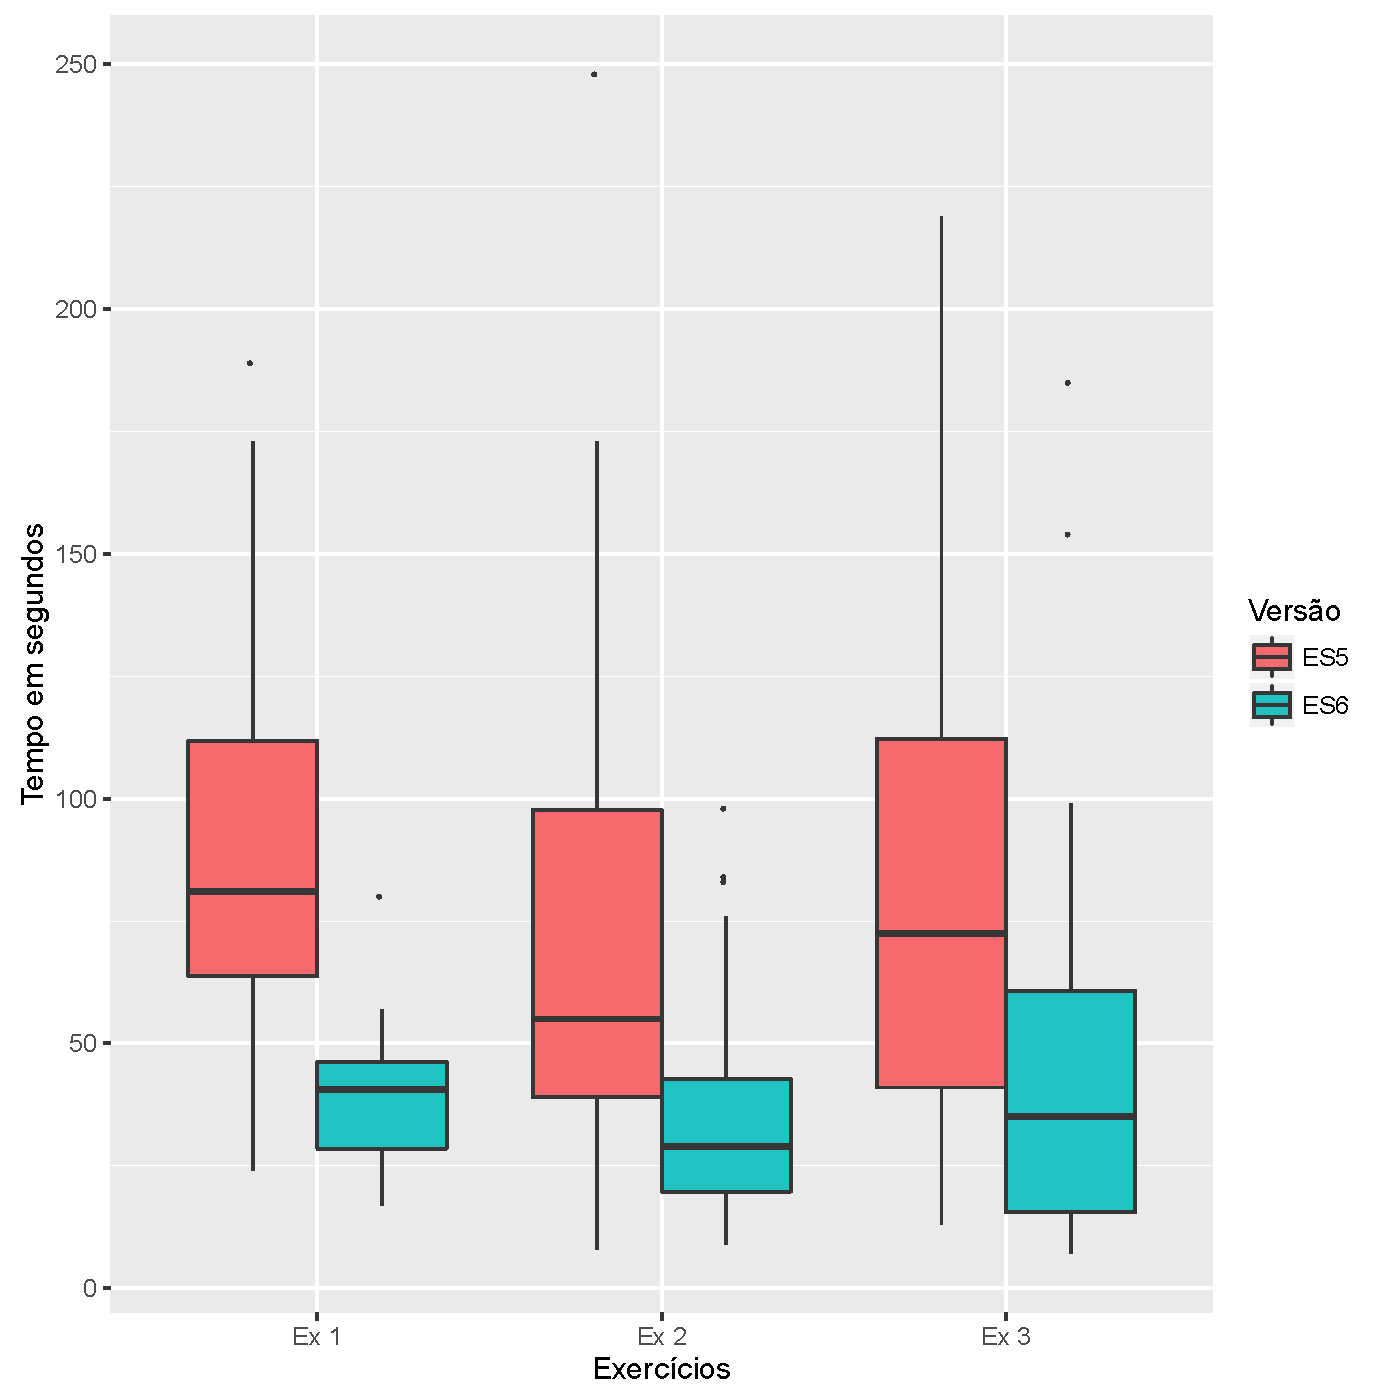 250
200
150
100
50
0
Tempo em segundos
Ex 1
Ex 2
Ex 3
Exercícios
Versão
ES5
ES6